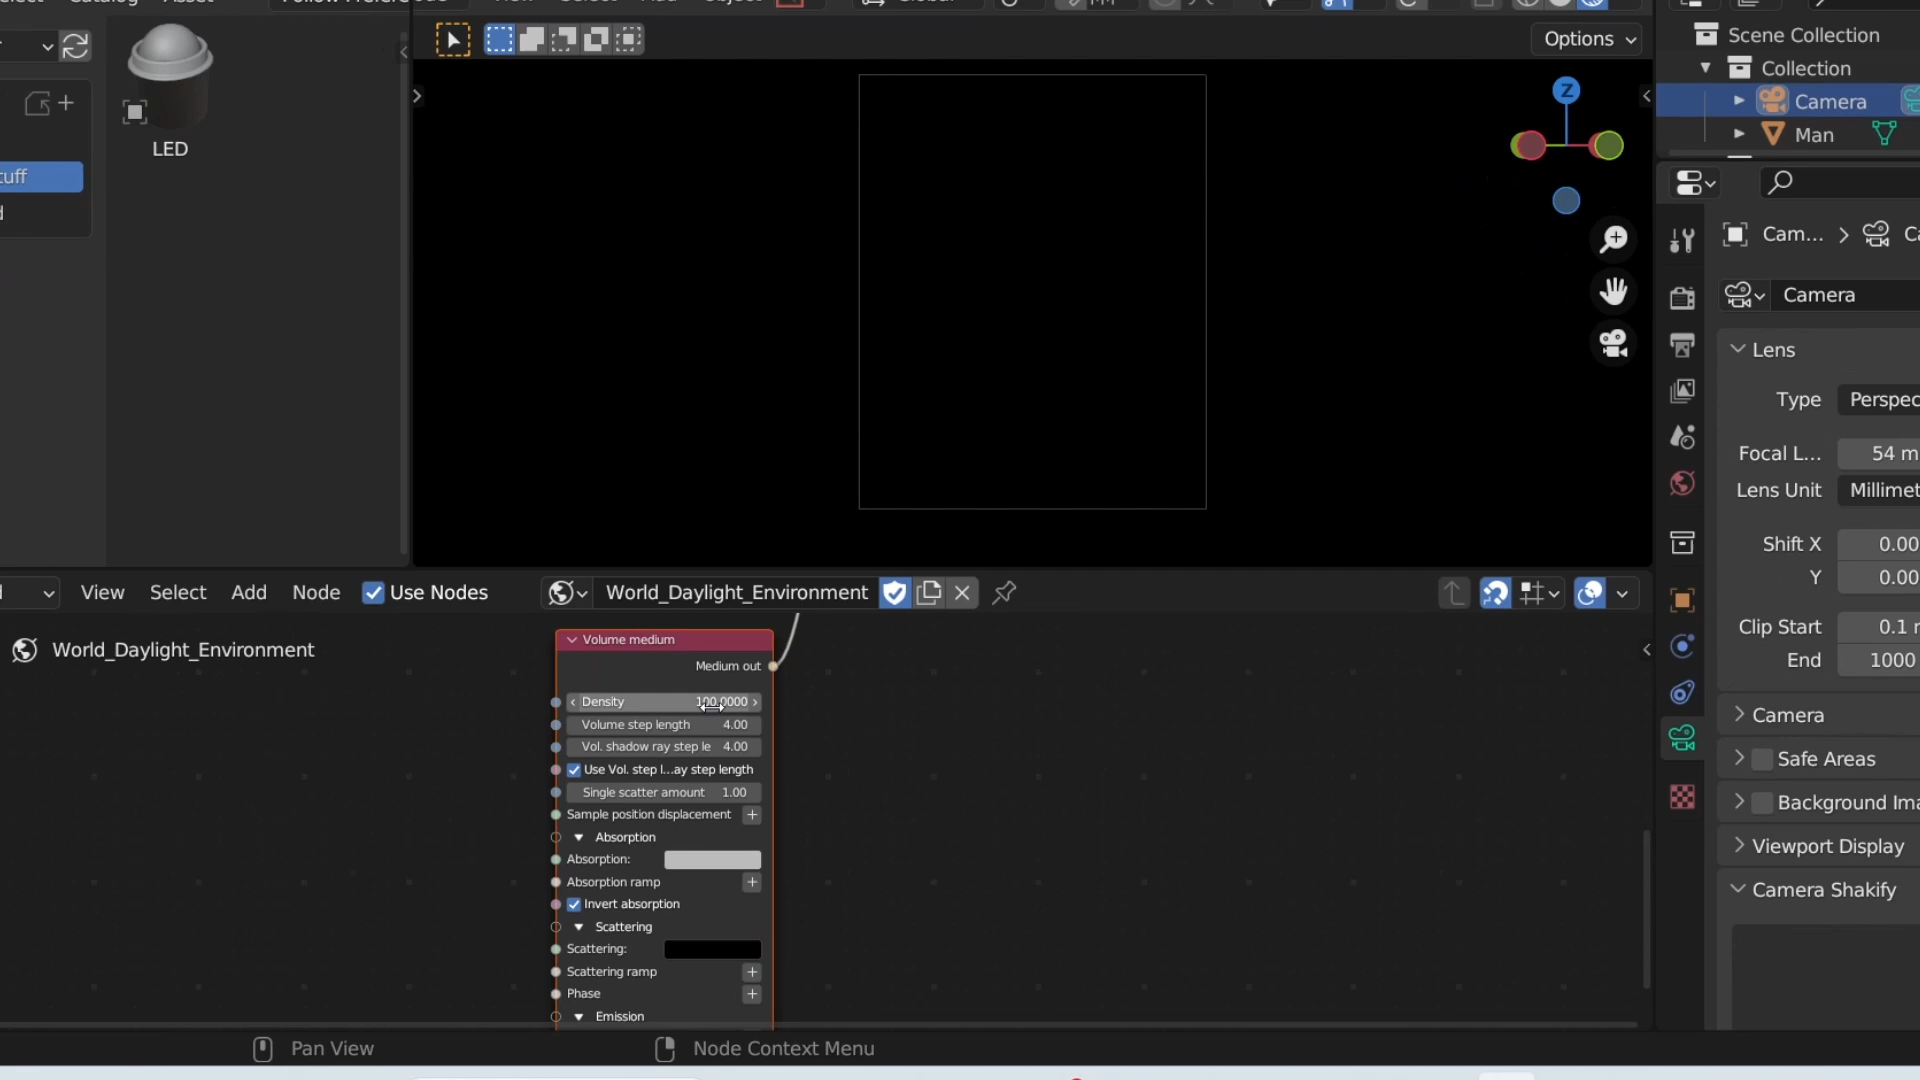 Options
Scene Collection
Collection
Camera
Man
LED
Z
Cam...
Camera
Lens
Type
Focal L...
54 m
Lens Unit
Shift X
0.00
Y
0.00
Clip Start
0.1
End
1000
Camera
Safe Areas
Viewport Display
Camera Shakify
View
Select
Add
Node
Use Nodes
World_Daylight_Environment
World_Daylight_Environment
Volume medium
Medium out
Density 100.0000
Volume step length 4.00
Vol. shadow ray step le 4.00
Use Vol. step l...ay step length
Single scatter amount 1.00
Sample position displacement
Absorption
Absorption:
Absorption ramp
Invert absorption
Scattering
Scattering:
Scattering ramp
Phase
Emission
Pan View
Node Context Menu